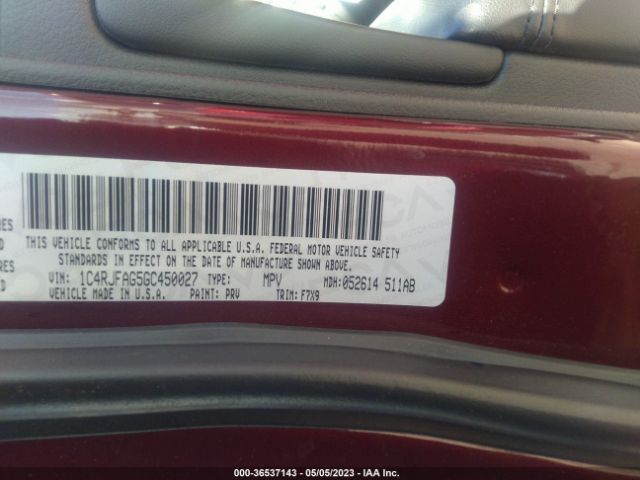 RES
D
THIS VEHICLE CONFORMS TO ALL APPLICABLE U.S.A. FEDERAL MOTOR VEHICLE SAFETY
RES
STANDARDS IN EFFECT ON THE DATE OF MANUFACTURE SHOWN ABOVE.
D
VIN: 1C4RJFAG5GC450027 TYPE: MPV MDH:052614 511AB
VEHICLE MADE IN U.S.A. PAINT: PRV TRIM: F7X9
000-36537143 - 05/05/2023 - IAA Inc.